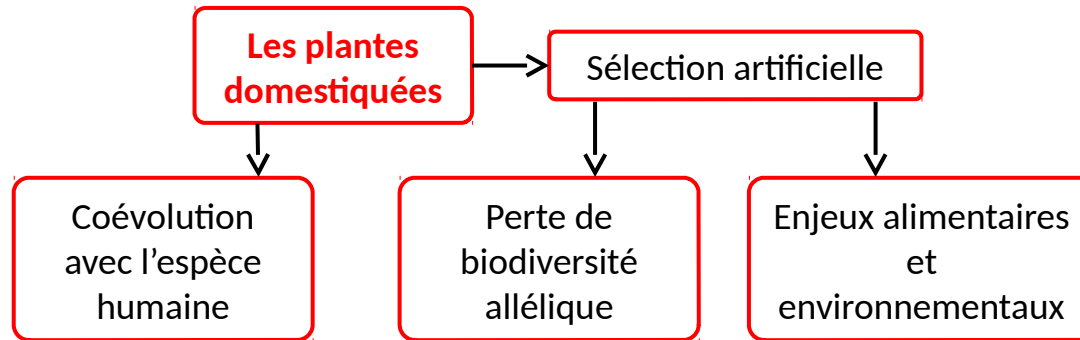 Les plantes
domestiquées
Sélection artificielle
Coévolution
avec l’espèce
humaine
Perte de
biodiversité
allélique
Enjeux alimentaires
et
environnementaux